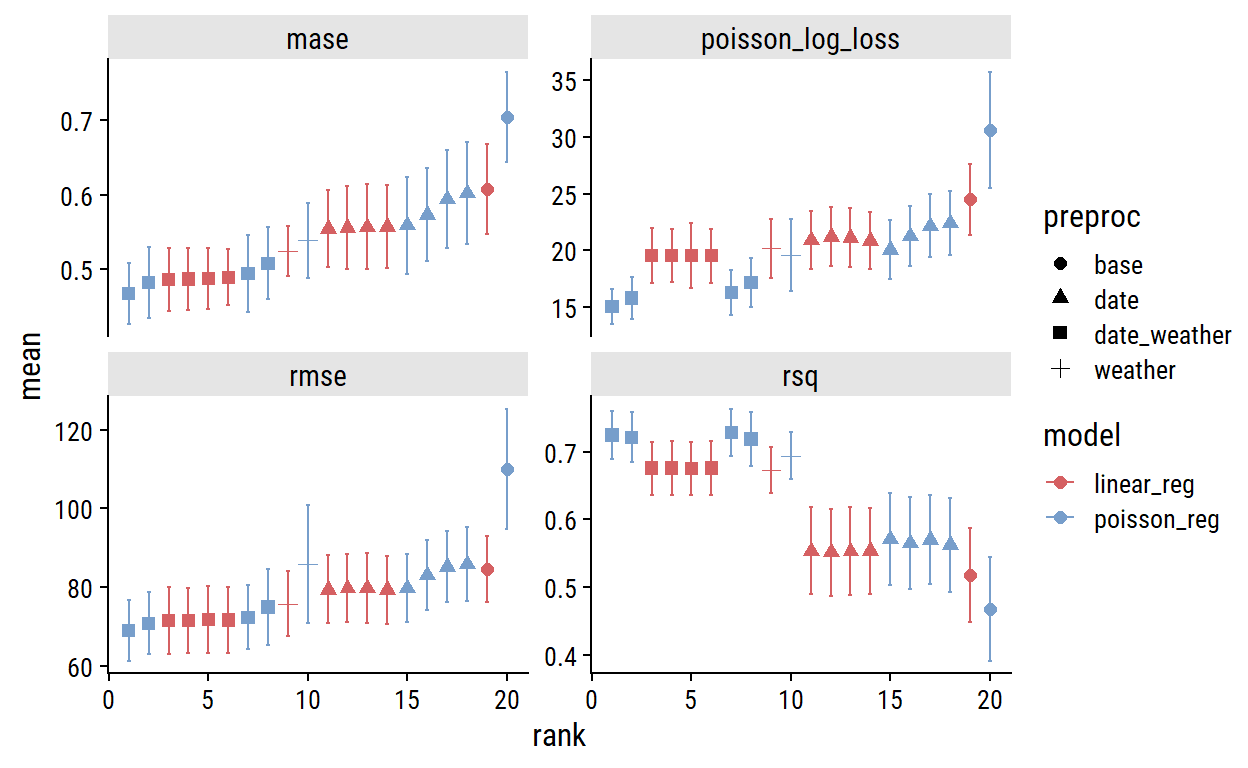 mase
poisson_log_loss
0.7
0.6
0.5
35
30
25
20
15
mean
rmse
rsq
120
100
80
60
0.7
0.6
0.5
0.4
0 5 10 15 20
0 5 10 15 20
rank
preproc
base
date
date_weather
weather
model
linear_reg
poisson_reg